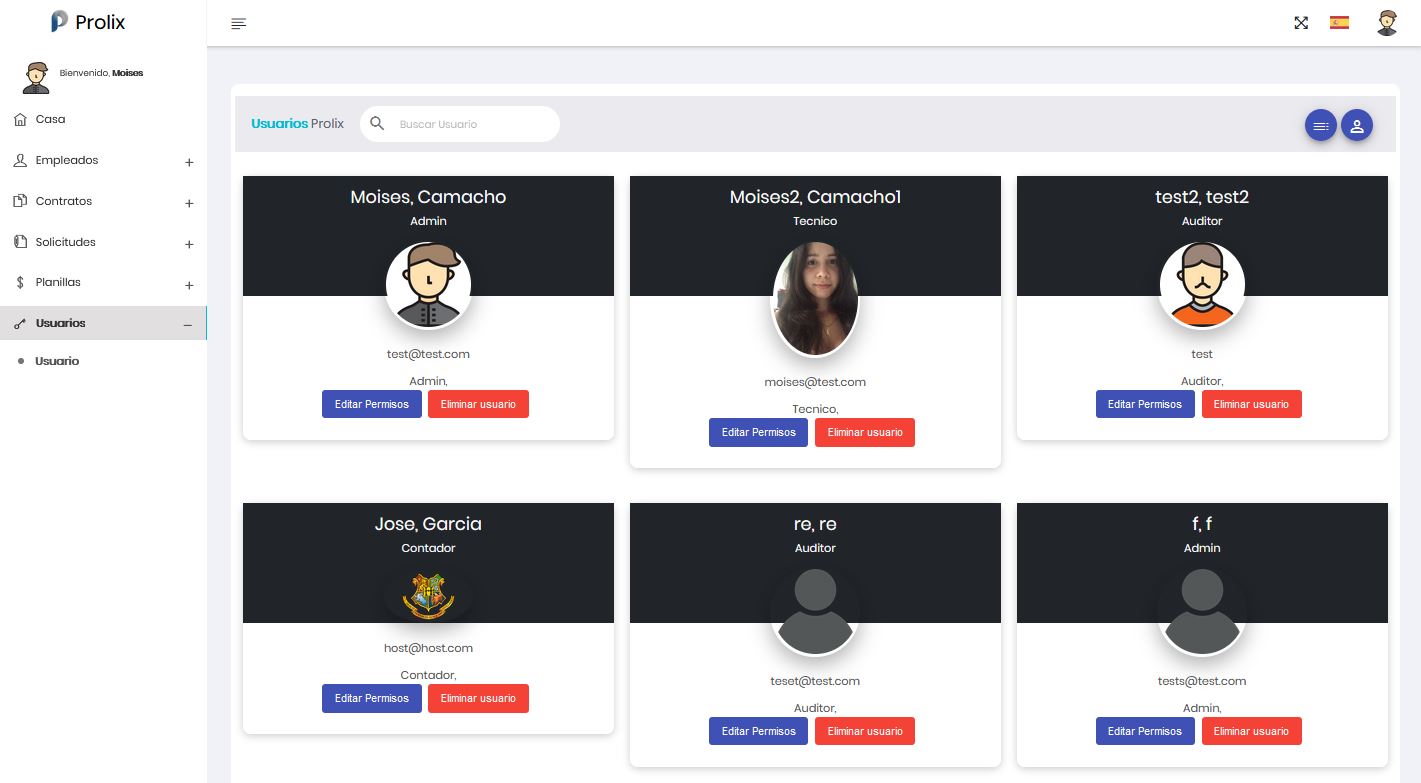 Prolix
Bienvenido, Moises
Casa
Empleados +
Contratos +
Solicitudes +
Planillas +
Usuarios −
Usuario
Usuarios Prolix
Buscar Usuario
Moises, Camacho
Admin
test@test.com
Admin,
Editar Permisos Eliminar usuario
Moises2, Camacho1
Tecnico
moises@test.com
Tecnico,
Editar Permisos Eliminar usuario
test2, test2
Auditor
test
Auditor,
Editar Permisos Eliminar usuario
Jose, Garcia
Contador
host@host.com
Contador,
Editar Permisos Eliminar usuario
re, re
Auditor
teset@test.com
Auditor,
Editar Permisos Eliminar usuario
f, f
Admin
tests@test.com
Admin,
Editar Permisos Eliminar usuario